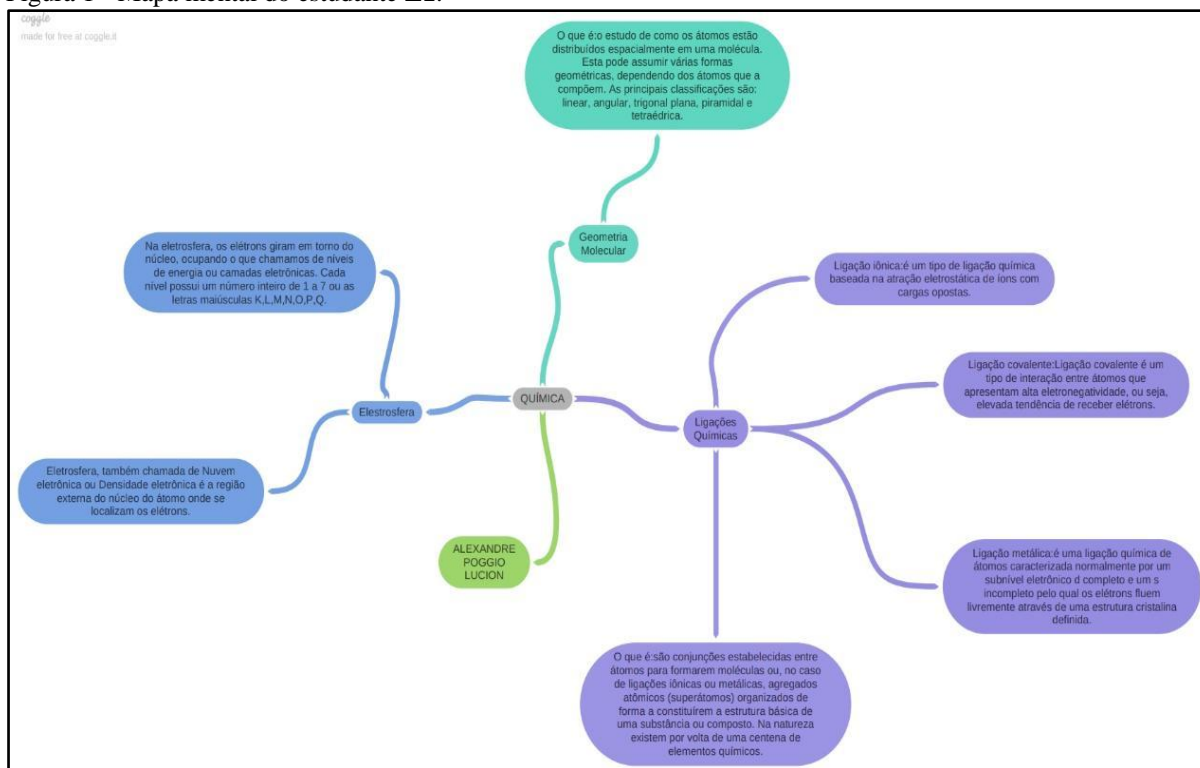 Figura 1 - Mapa mental do estudante E1.
coggle
made for free at coggle.it
O que é:o estudo de como os átomos estão
distribuídos espacialmente em uma molécula.
Esta pode assumir várias formas
geométricas, dependendo dos átomos que a
compõem. As principais classificações são:
linear, angular, trigonal plana, piramidal e
tetraédrica.
Geometria
Molecular
Na eletrosfera, os elétrons giram em torno do
núcleo, ocupando o que chamamos de níveis
de energia ou camadas eletrônicas. Cada
nível possui um número inteiro de 1 a 7 ou as
letras maiúsculas K,L,M,N,O,P,Q.
Ligação iônica:é um tipo de ligação química
baseada na atração eletrostática de íons com
cargas opostas.
Ligação covalente:Ligação covalente é um
tipo de interação entre átomos que
apresentam alta eletronegatividade, ou seja,
elevada tendência de receber elétrons.
QUÍMICA
Elestrosfera
Ligações
Químicas
Eletrosfera, também chamada de Nuvem
eletrônica ou Densidade eletrônica é a região
externa do núcleo do átomo onde se
localizam os elétrons.
ALEXANDRE
POGGIO
LUCION
Ligação metálica:é uma ligação química de
átomos caracterizada normalmente por um
subnível eletrônico d completo e um s
incompleto pelo qual os elétrons fluem
livremente através de uma estrutura cristalina
definida.
O que é:são conjunções estabelecidas entre
átomos para formarem moléculas ou, no caso
de ligações iônicas ou metálicas, agregados
atômicos (superátomos) organizados de
forma a constituírem a estrutura básica de
uma substância ou composto. Na natureza
existem por volta de uma centena de
elementos químicos.